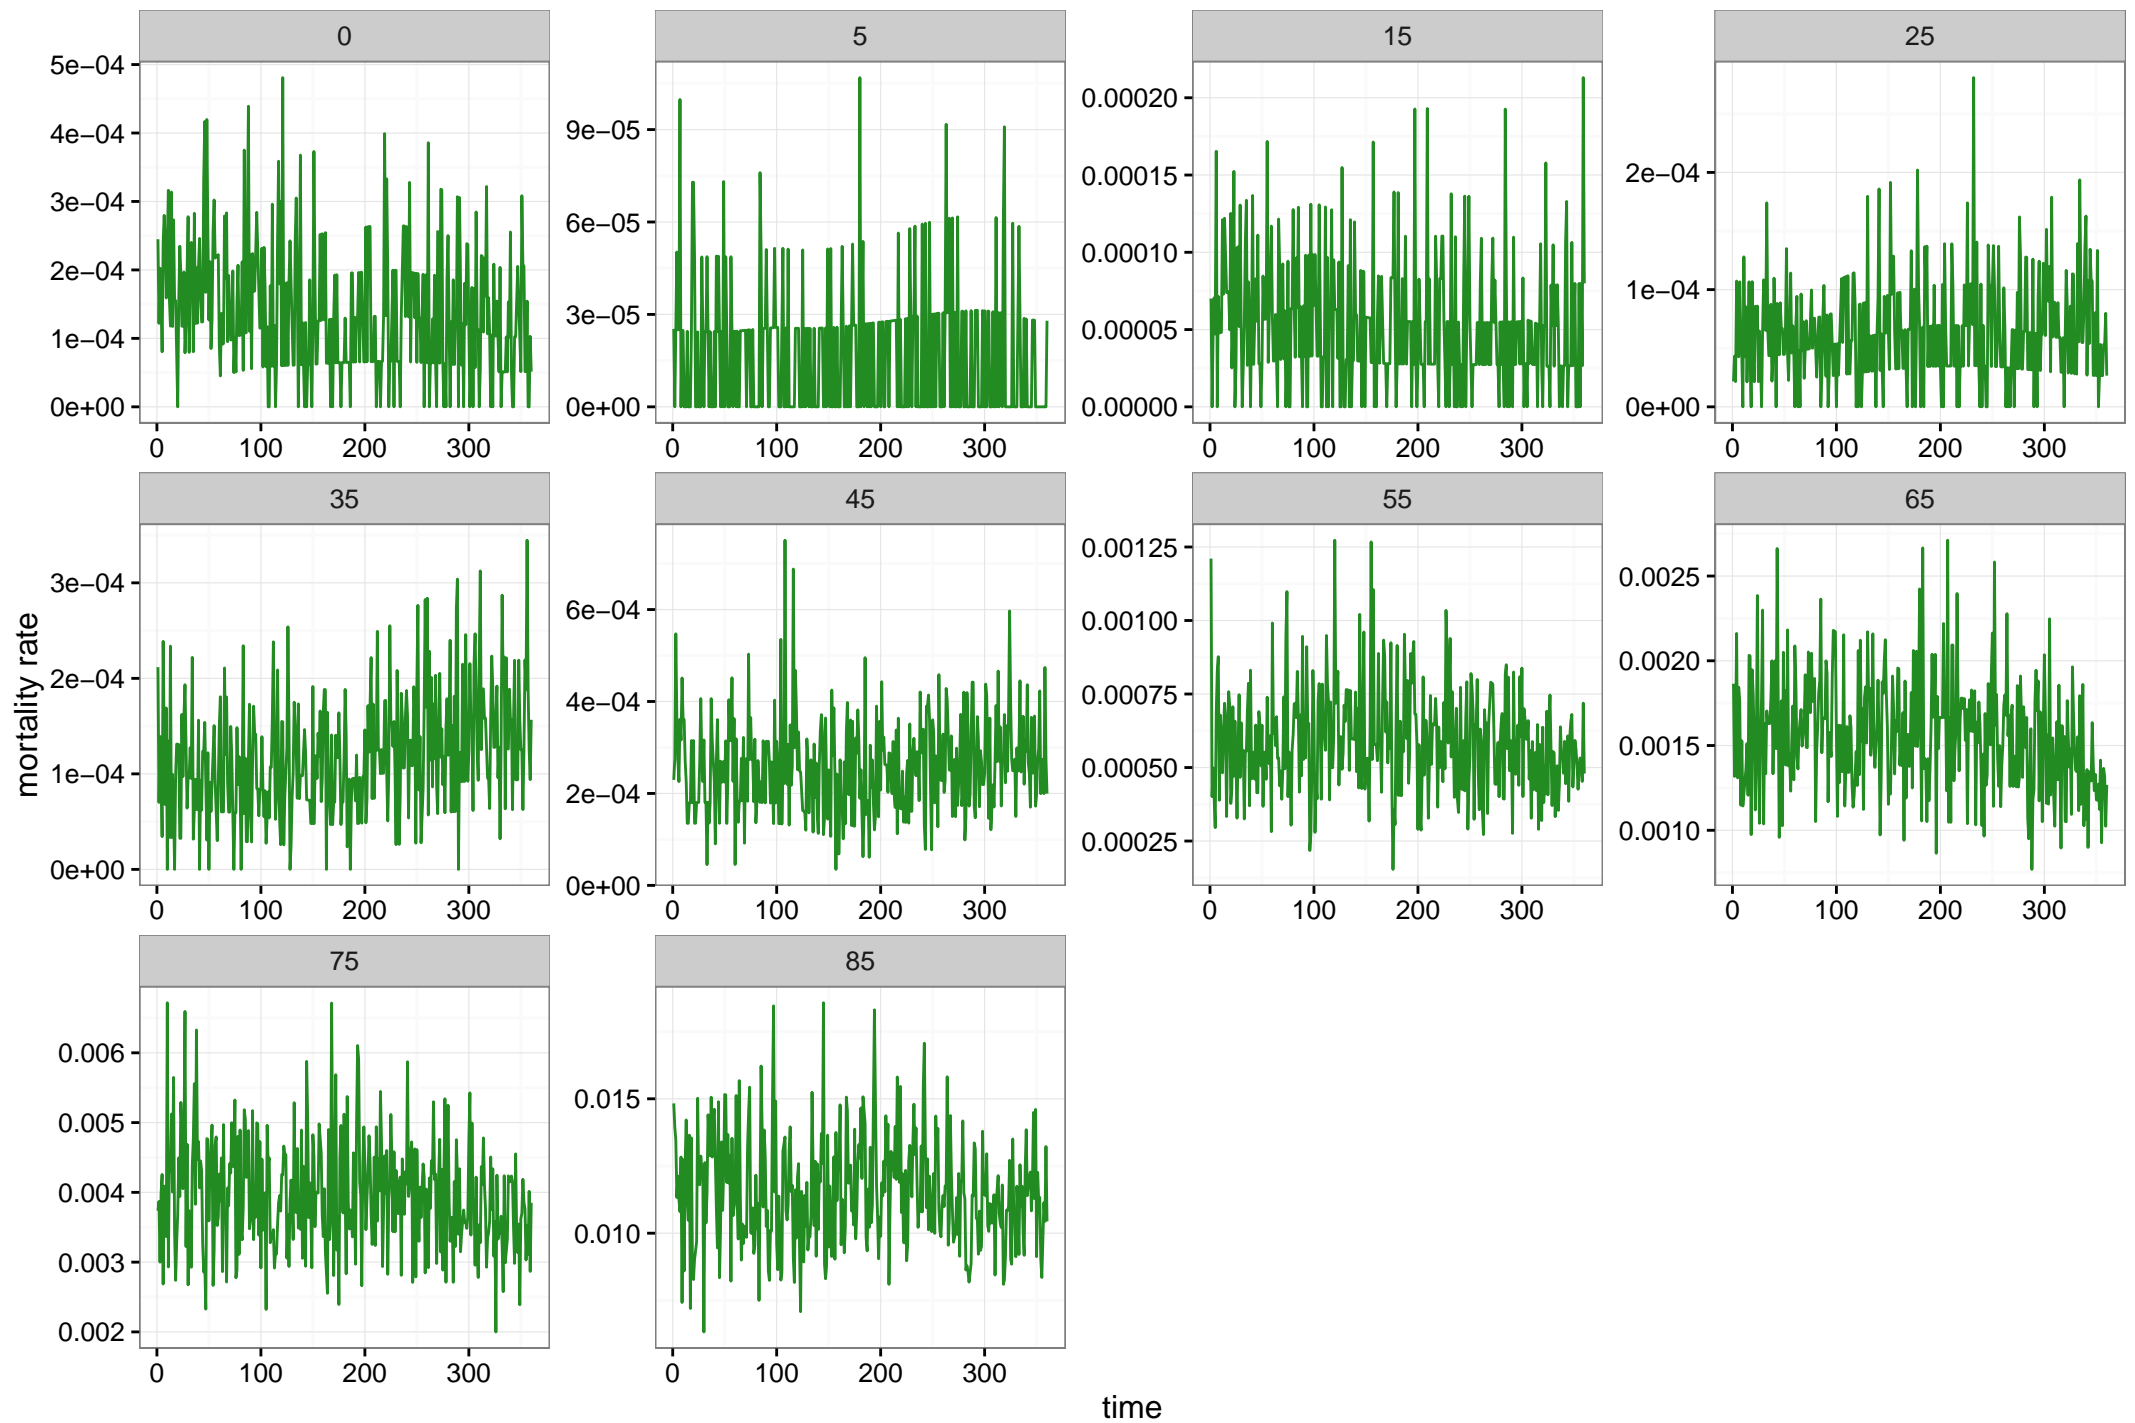 0 5 15 25
5e−04
4e−04
3e−04
2e−04
1e−04
0e+00
9e−05
6e−05
3e−05
0e+00
0.00020
0.00015
0.00010
0.00005
0.00000
2e−04
1e−04
0e+00
0 100 200 300 0 100 200 300 0 100 200 300 0 100 200 300
35 45 55 65
mortality rate
3e−04
2e−04
1e−04
0e+00
6e−04
4e−04
2e−04
0e+00
0.00125
0.00100
0.00075
0.00050
0.00025
0.0025
0.0020
0.0015
0.0010
0 100 200 300 0 100 200 300 0 100 200 300 0 100 200 300
75 85
0.006
0.005
0.004
0.003
0.002
0.015
0.010
0 100 200 300 0 100 200 300
time